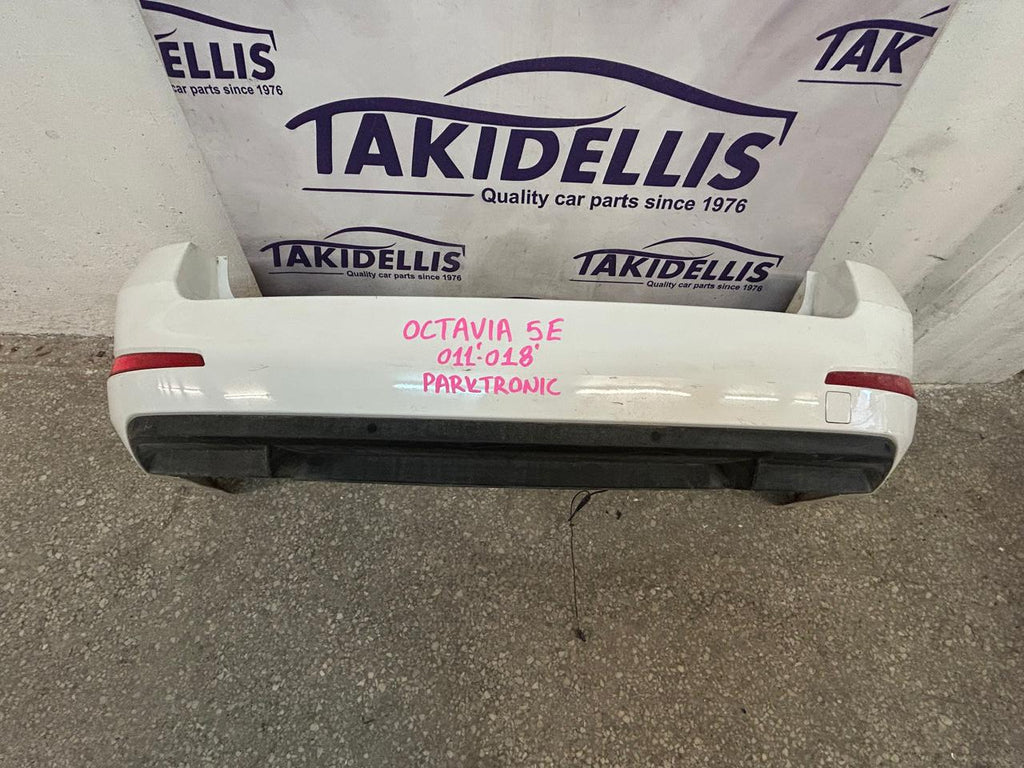 ELLIS
car parts since 1976
TAK
TAKIDELLIS
Quality car parts since 1976
TAKIDELLIS
Quality car parts since 1976
TAKIDELLIS
Quality car parts since 1976
OCTAVIA 5E
011'.018'
PARKTRONIC